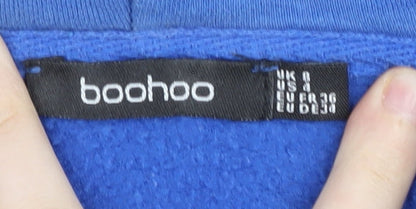 boohoo
UK 8
US 4
EU FR 36
EU DE 34